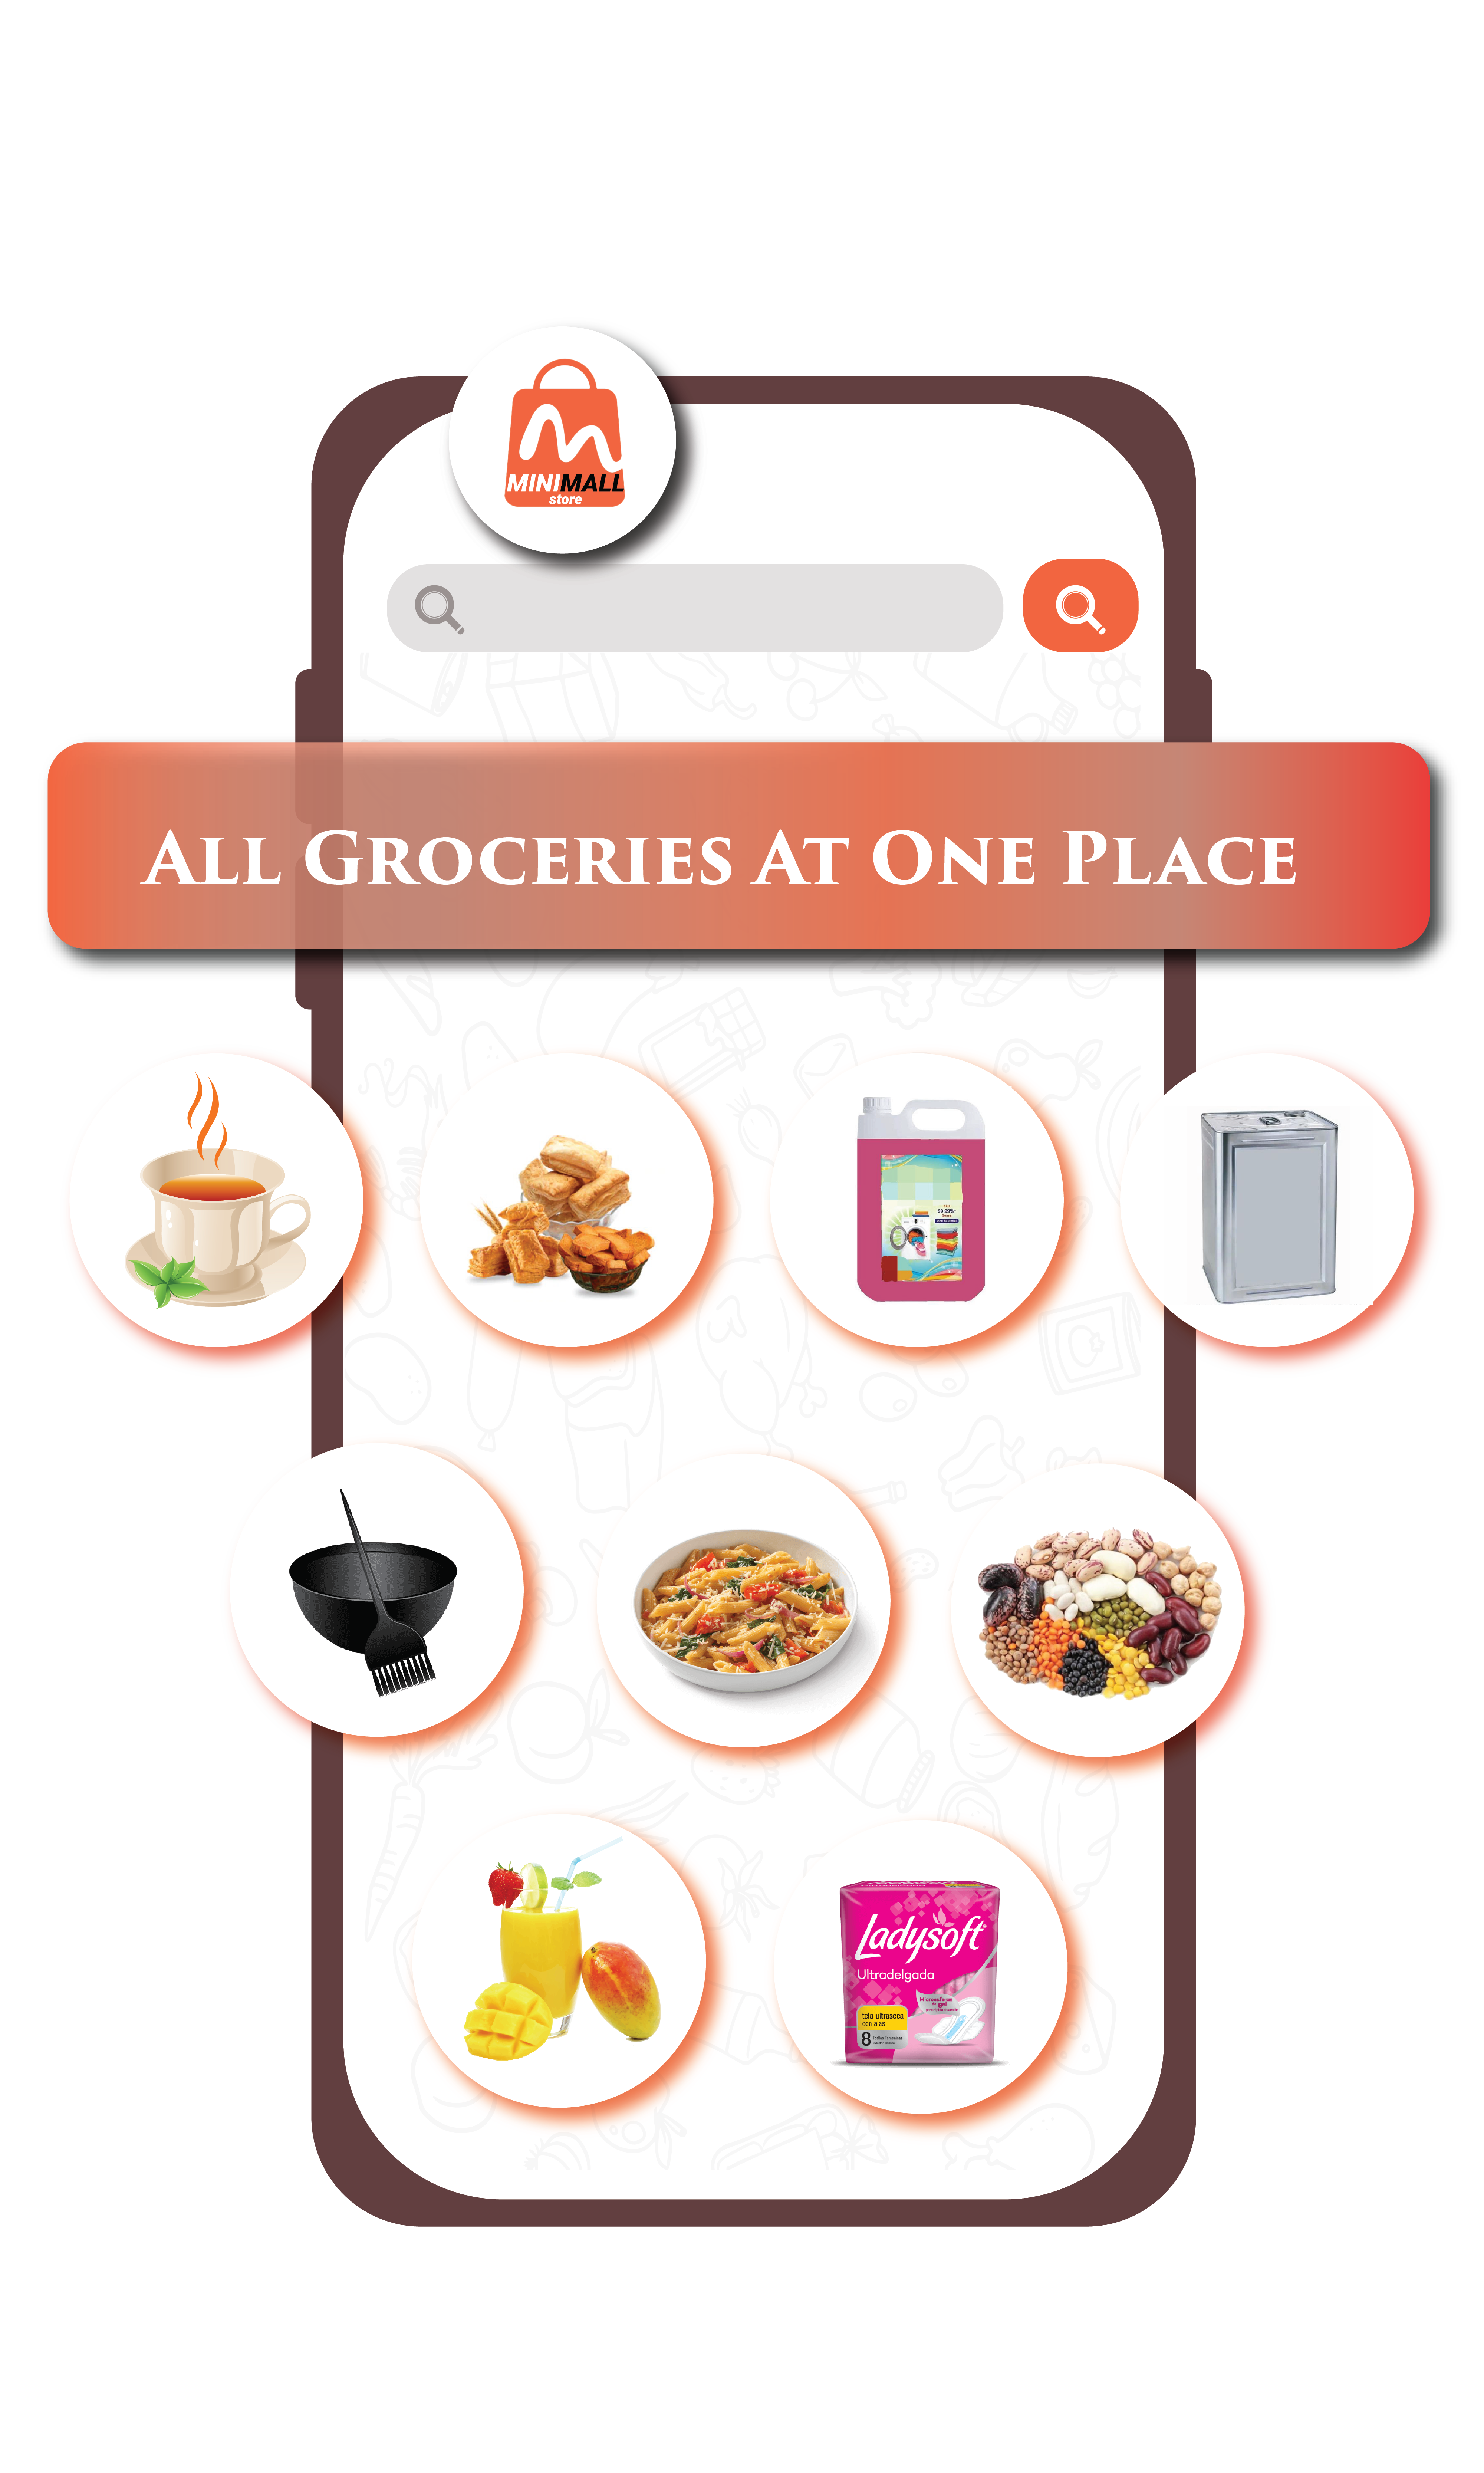 MINIMALL
store
ALL GROCERIES AT ONE PLACE
99.99%
Ladysoft
Ultradelgada
Microesferas
de gel
tela ultraseca
con alas
8